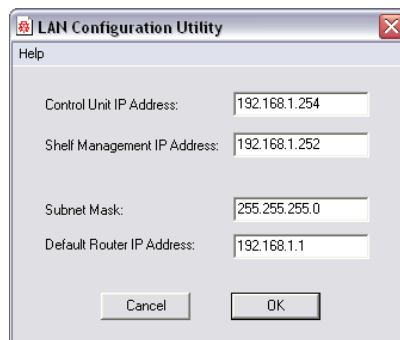 LAN Configuration Utility
Help
Control Unit IP Address: 192.168.1.254
Shelf Management IP Address: 192.168.1.252
Subnet Mask: 255.255.255.0
Default Router IP Address: 192.168.1.1
Cancel OK